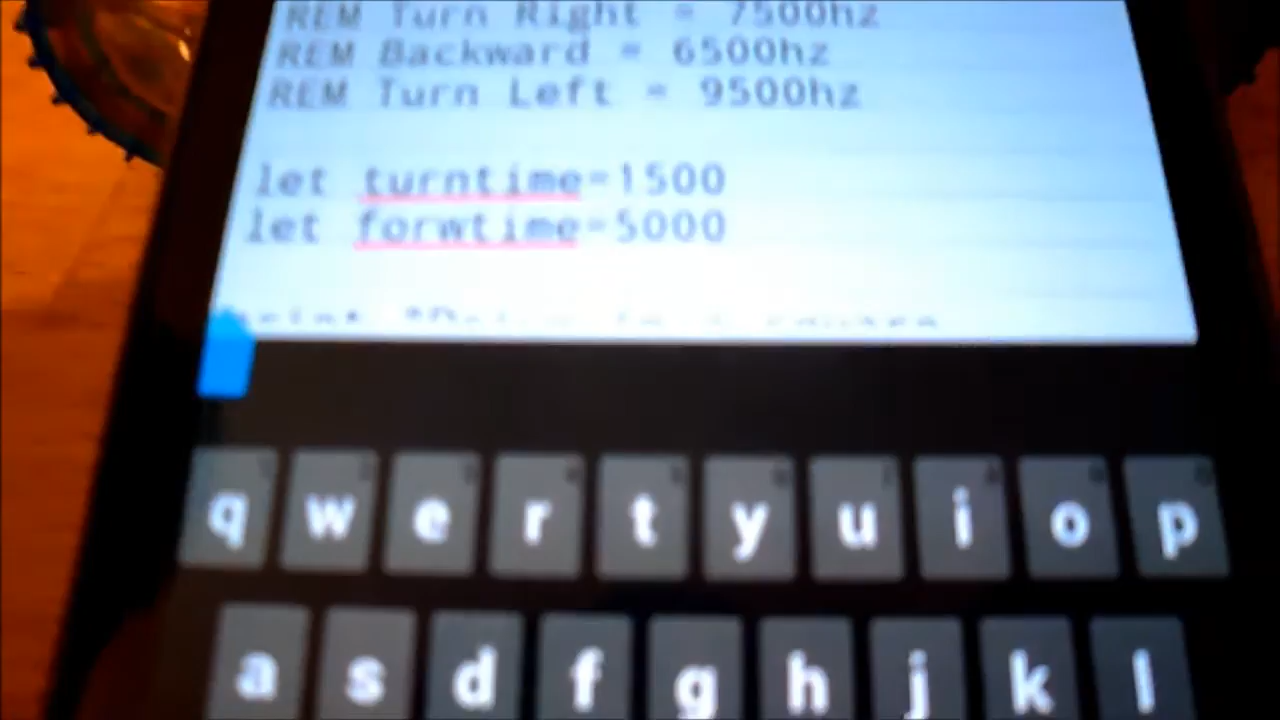 REM Turn Right = 7500hz
REM Backward = 6500hz
REM Turn Left = 9500hz
let turntime=1500
let forwtime=5000
q w e r t y u i o p
a s d f g h j k l